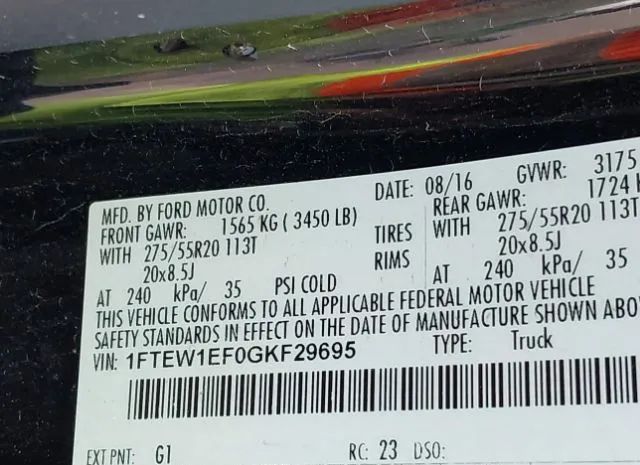 MFD. BY FORD MOTOR CO. DATE: 08/16 GVWR: 3175
FRONT GAWR: 1565 KG ( 3450 LB) REAR GAWR: 1724
WITH 275/55R20 113T TIRES WITH 275/55R20 113T
20x8.5J RIMS 20x8.5J
AT 240 kPa/ 35 PSI COLD AT 240 kPa/ 35
THIS VEHICLE CONFORMS TO ALL APPLICABLE FEDERAL MOTOR VEHICLE
SAFETY STANDARDS IN EFFECT ON THE DATE OF MANUFACTURE SHOWN ABO
VIN: 1FTEW1EF0GKF29695 TYPE: Truck
EXT PNT: G1 RC: 23 DSO: